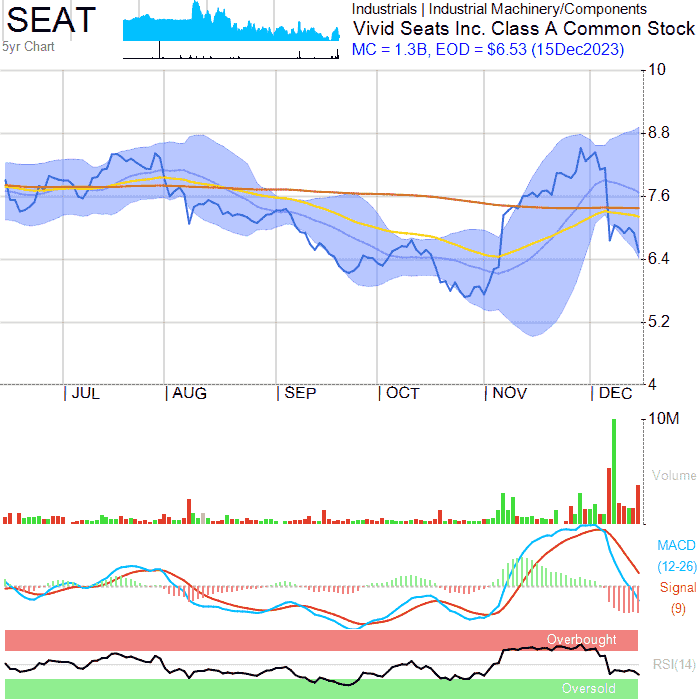 SEAT
5yr Chart
Industrials | Industrial Machinery/Components
Vivid Seats Inc. Class A Common Stock
MC = 1.3B, EOD = $6.53 (15Dec2023)
10
8.8
7.6
6.4
5.2
4
| JUL | AUG | SEP | OCT | NOV | DEC
10M
Volume
MACD
(12-26)
Signal
(9)
Overbought
RSI(14)
Oversold